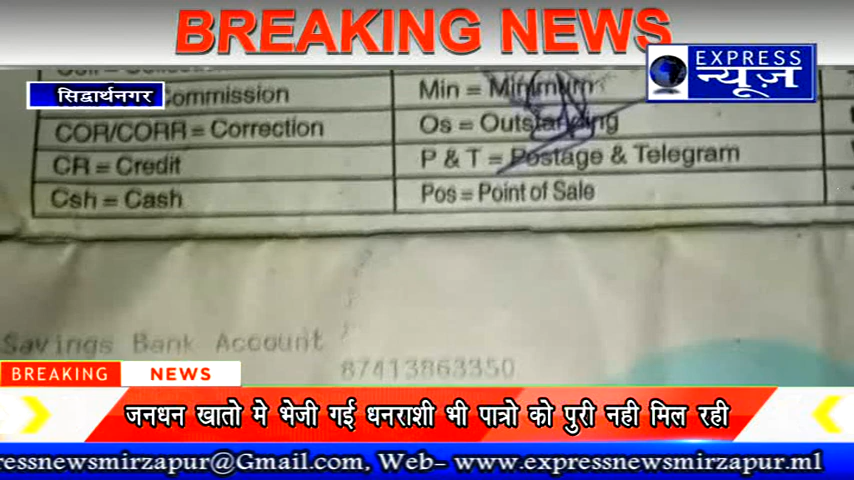 BREAKING NEWS
EXPRESS
न्यूज़
सिद्वार्थनगर
Commission
COR/CORR = Correction
CR = Credit
Csh = Cash
Min = Minimum
Os = Outstanding
P & T = Postage & Telegram
Pos = Point of Sale
Savings Bank Account
87413863350
BREAKING NEWS
जनधन खातो मे भेजी गई धनराशी भी पात्रो को पुरी नही मिल रही
ressnewsmirzapur@Gmail.com, Web- www.expressnewsmirzapur.ml